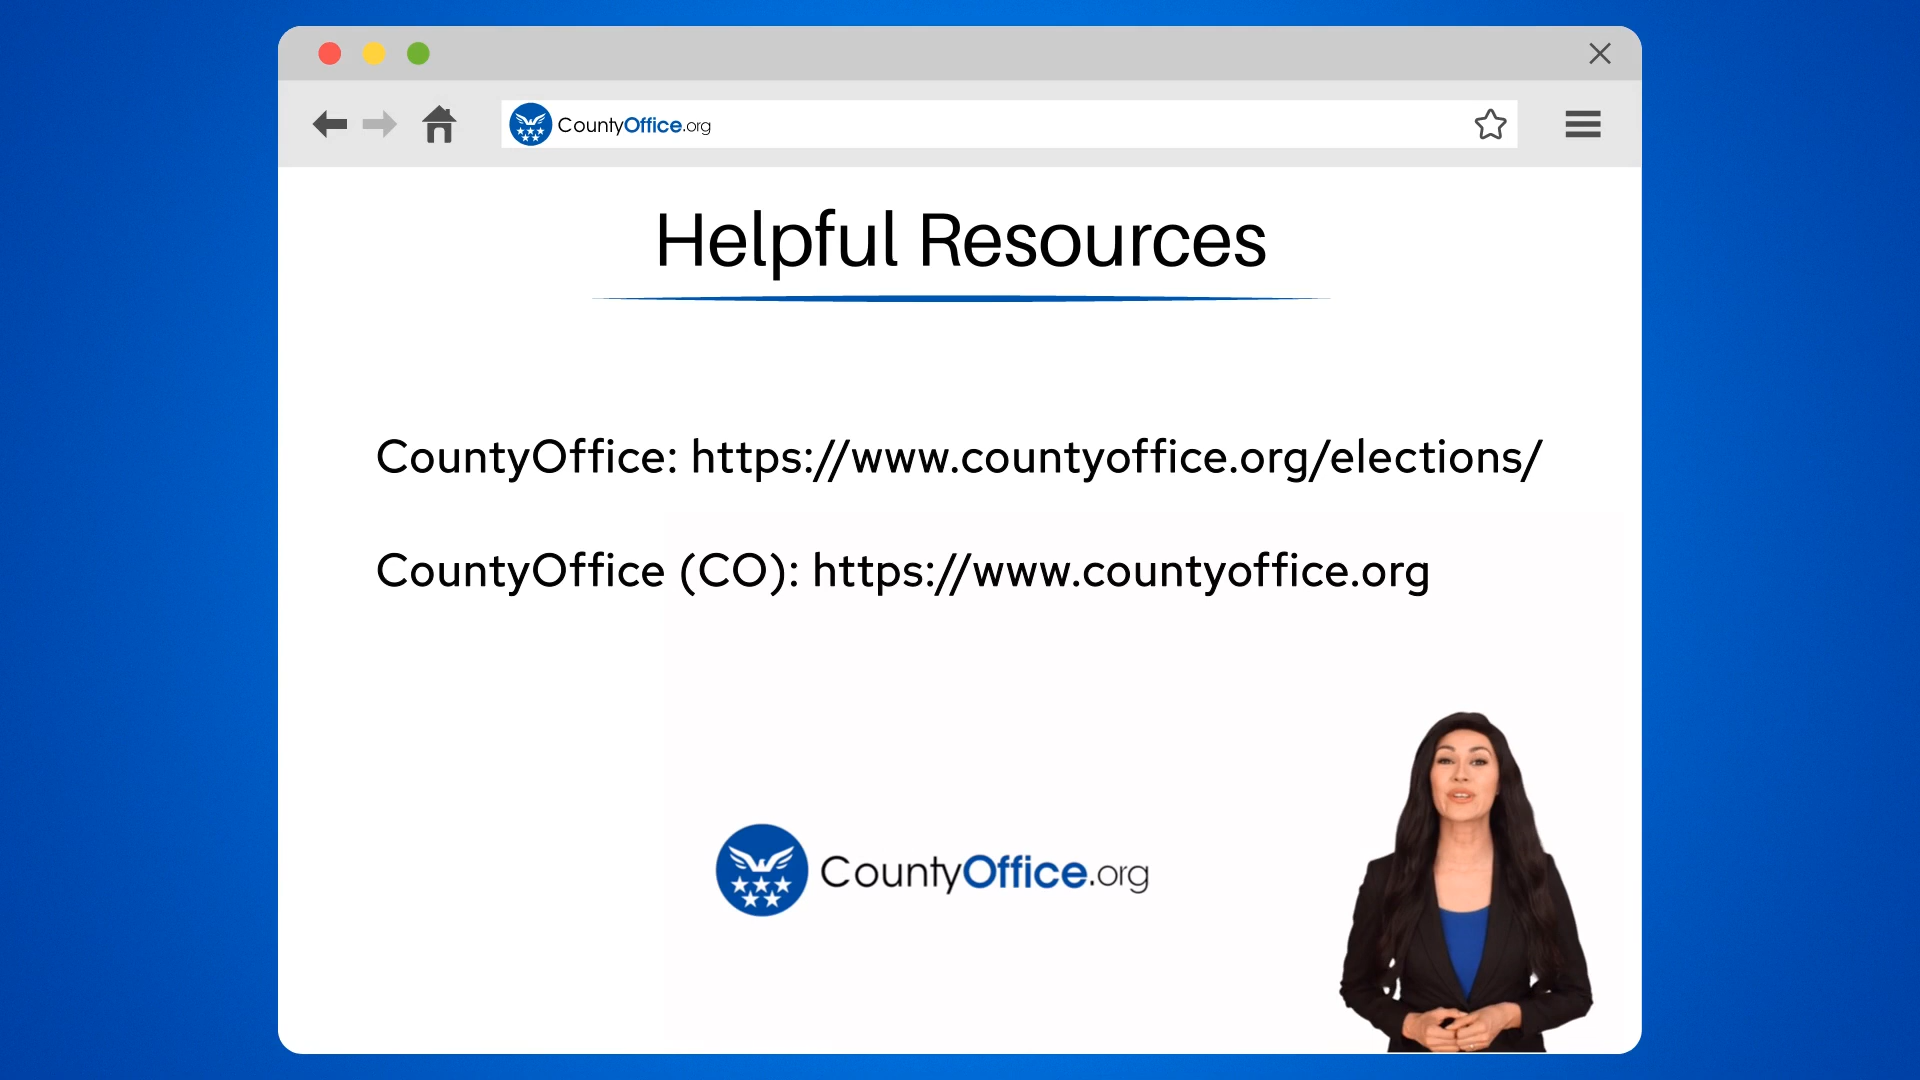 CountyOffice.org
Helpful Resources
CountyOffice: https://www.countyoffice.org/elections/
CountyOffice (CO): https://www.countyoffice.org
CountyOffice.org